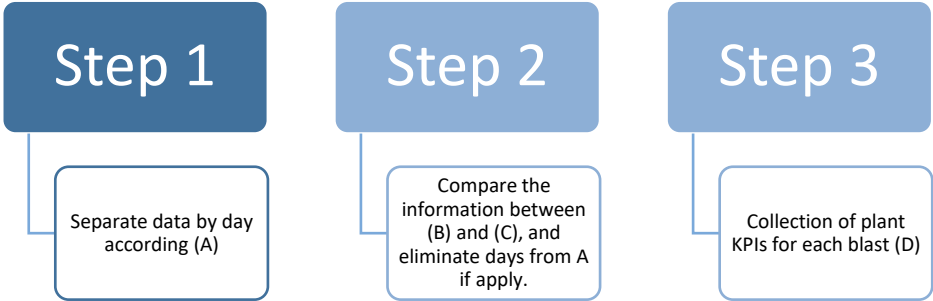 Step 1
Separate data by day
according (A)
Step 2
Compare the
information between
(B) and (C), and
eliminate days from A
if apply.
Step 3
Collection of plant
KPIs for each blast (D)